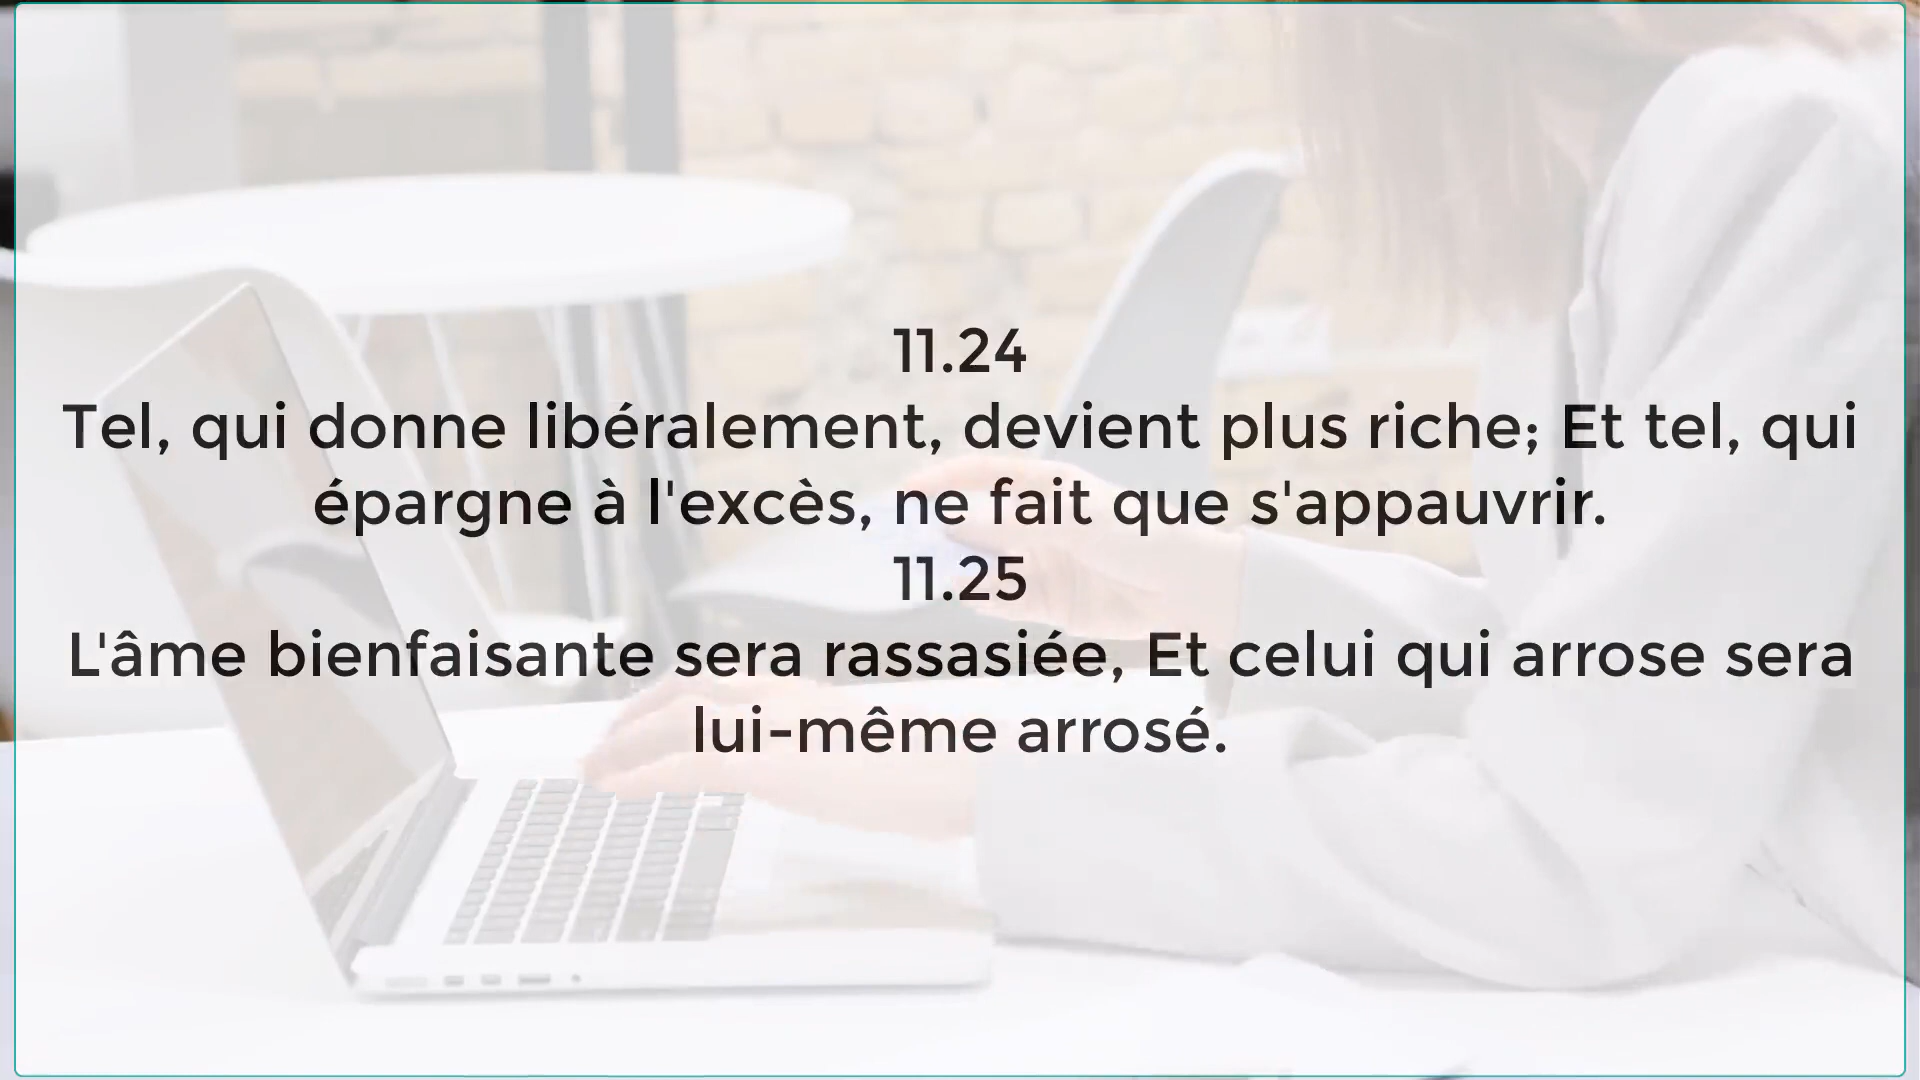 11.24
Tel, qui donne libéralement, devient plus riche; Et tel, qui
épargne à l'excès, ne fait que s'appauvrir.
11.25
L'âme bienfaisante sera rassasiée, Et celui qui arrose sera
lui-même arrosé.